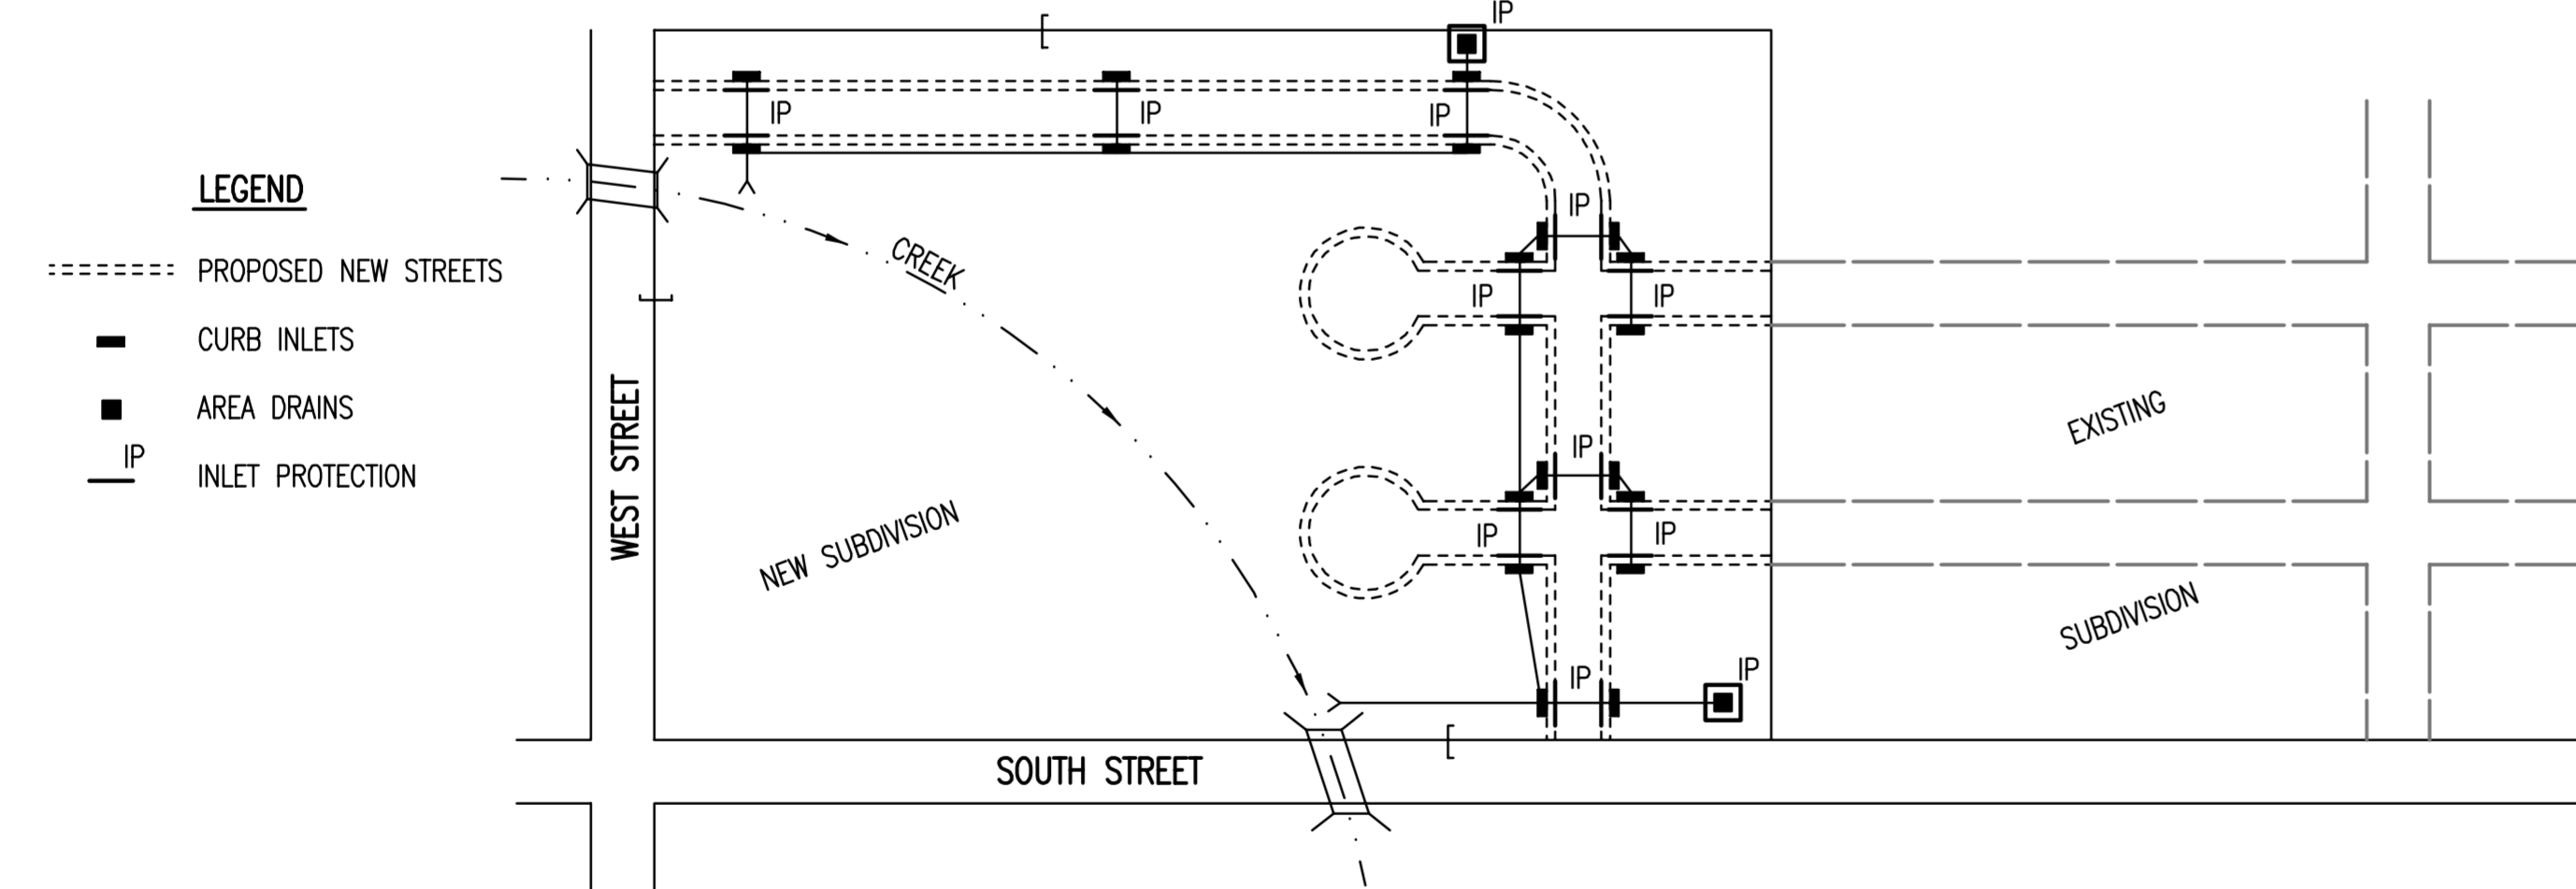 LEGEND
PROPOSED NEW STREETS
CURB INLETS
AREA DRAINS
IP
INLET PROTECTION
WEST STREET
SOUTH STREET
CREEK
NEW SUBDIVISION
EXISTING
SUBDIVISION
IP
IP
IP
IP
IP
IP
IP
IP
IP
IP
IP
IP